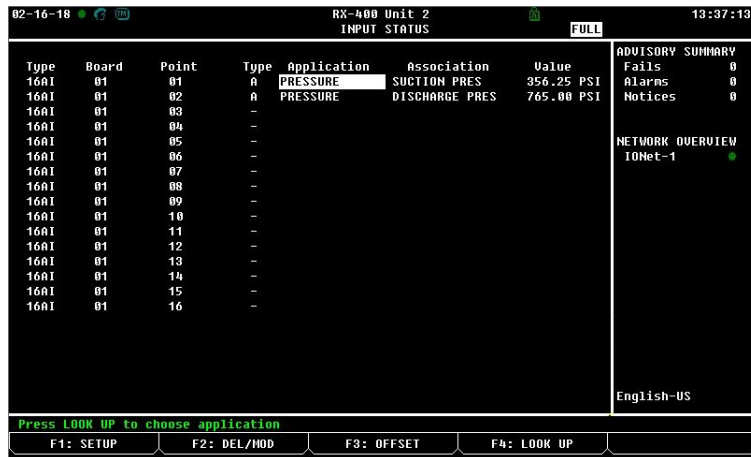 02-16-18 TM RX-400 Unit 2 13:37:13
INPUT STATUS FULL
ADVISORY SUMMARY
Fails 0
Alarms 0
Notices 0
NETWORK OVERVIEW
IONet-1
English-US
Type Board Point Type Application Association Value
16AI 01 01 A PRESSURE SUCTION PRES 356.25 PSI
16AI 01 02 A PRESSURE DISCHARGE PRES 765.00 PSI
16AI 01 03 -
16AI 01 04 -
16AI 01 05 -
16AI 01 06 -
16AI 01 07 -
16AI 01 08 -
16AI 01 09 -
16AI 01 10 -
16AI 01 11 -
16AI 01 12 -
16AI 01 13 -
16AI 01 14 -
16AI 01 15 -
16AI 01 16 -
Press LOOK UP to choose application
F1: SETUP F2: DEL/MOD F3: OFFSET F4: LOOK UP